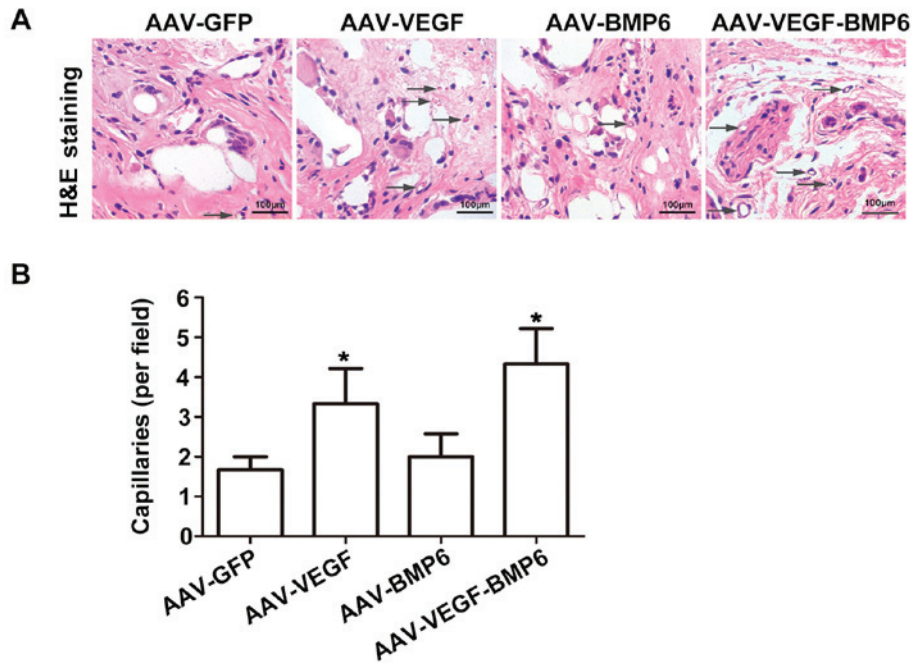 A
AAV-GFP AAV-VEGF AAV-BMP6 AAV-VEGF-BMP6
H&E staining
100μm 100μm 100μm 100μm
B
Capillaries (per field)
6
5
4
3
2
1
0
* *
AAV-GFP
AAV-VEGF
AAV-BMP6
AAV-VEGF-BMP6